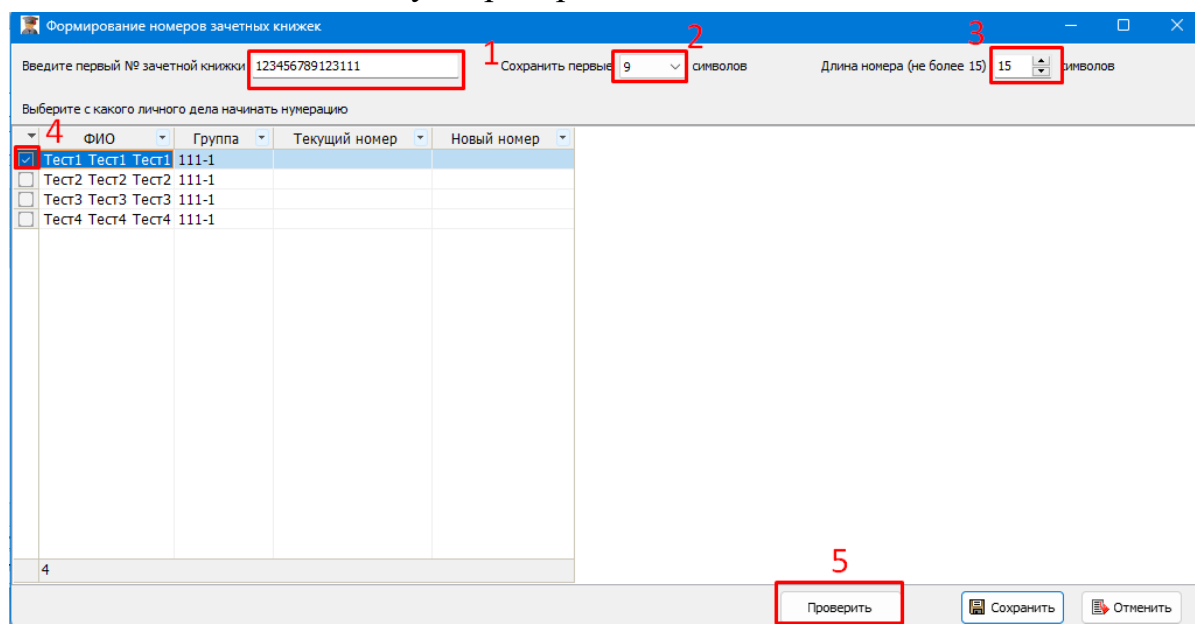 Формирование номеров зачетных книжек
Введите первый № зачетной книжки 123456789123111 1 Сохранить первые 2 9 символов Длина номера (не более 15) 3 15 символов
Выберите с какого личного дела начинать нумерацию
4 ФИО Группа Текущий номер Новый номер
Тест1 Тест1 Тест1 111-1
Тест2 Тест2 Тест2 111-1
Тест3 Тест3 Тест3 111-1
Тест4 Тест4 Тест4 111-1
4
5
Проверить Сохранить Отменить